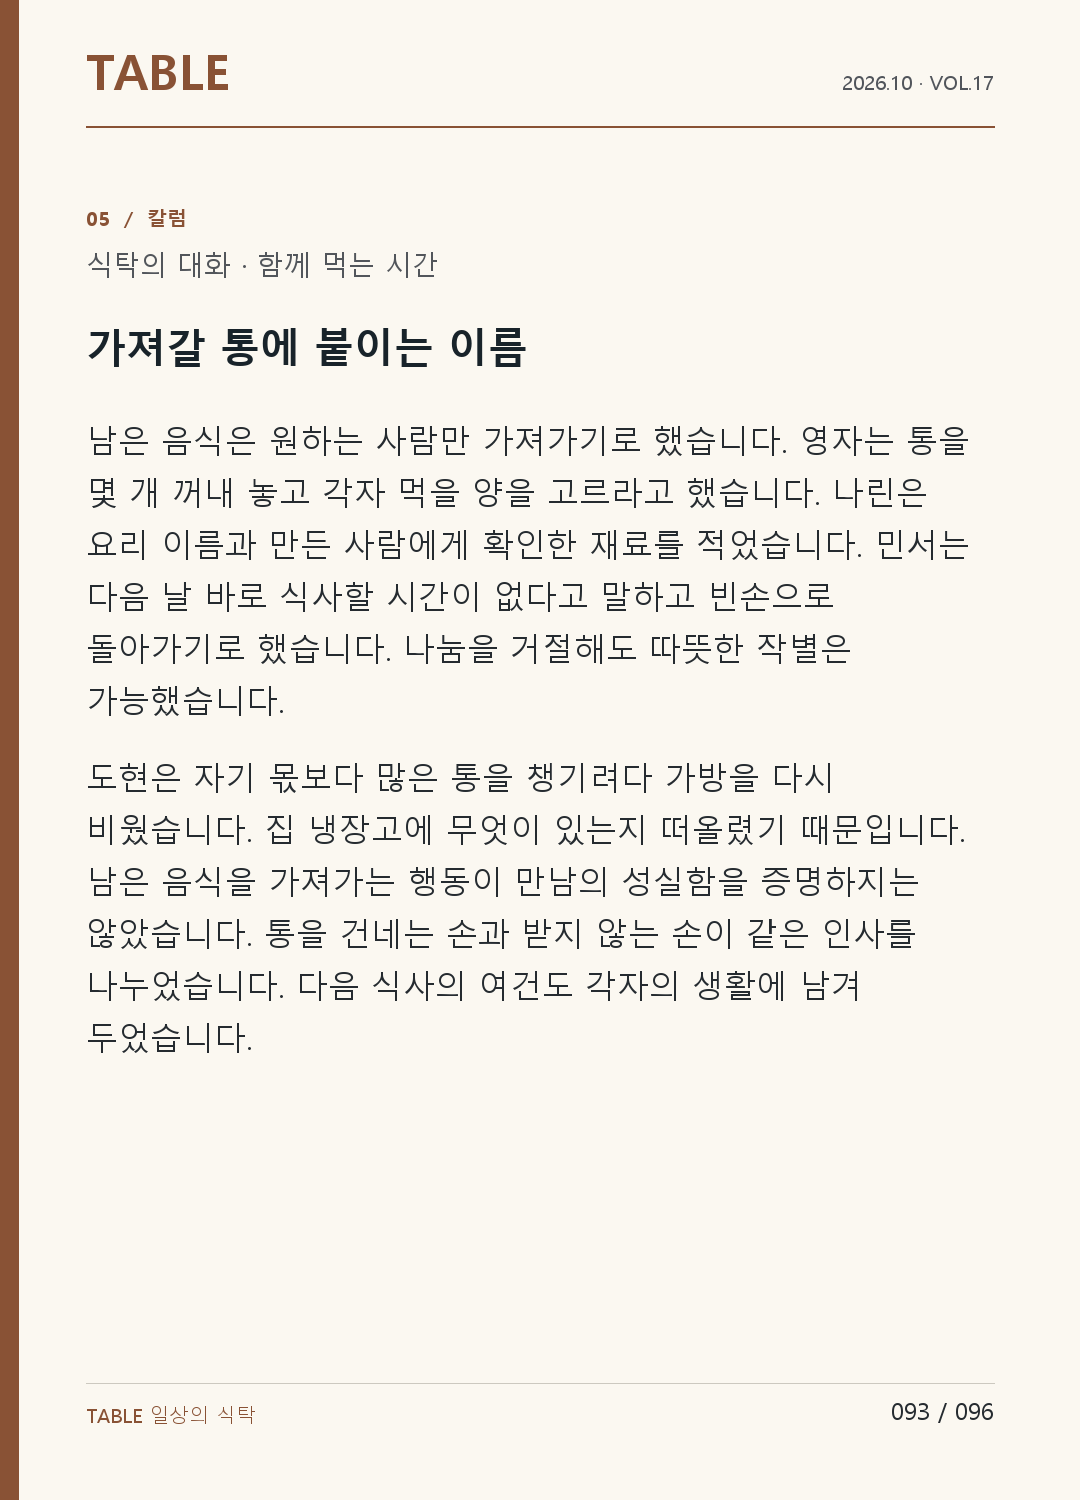 TABLE
2026.10 · VOL.17
05 / 칼럼
식탁의 대화 · 함께 먹는 시간
가져갈 통에 붙이는 이름
남은 음식은 원하는 사람만 가져가기로 했습니다. 영자는 통을
몇 개 꺼내 놓고 각자 먹을 양을 고르라고 했습니다. 나린은
요리 이름과 만든 사람에게 확인한 재료를 적었습니다. 민서는
다음 날 바로 식사할 시간이 없다고 말하고 빈손으로
돌아가기로 했습니다. 나눔을 거절해도 따뜻한 작별은
가능했습니다.
도현은 자기 몫보다 많은 통을 챙기려다 가방을 다시
비웠습니다. 집 냉장고에 무엇이 있는지 떠올렸기 때문입니다.
남은 음식을 가져가는 행동이 만남의 성실함을 증명하지는
않았습니다. 통을 건네는 손과 받지 않는 손이 같은 인사를
나누었습니다. 다음 식사의 여건도 각자의 생활에 남겨
두었습니다.
TABLE 일상의 식탁
093 / 096